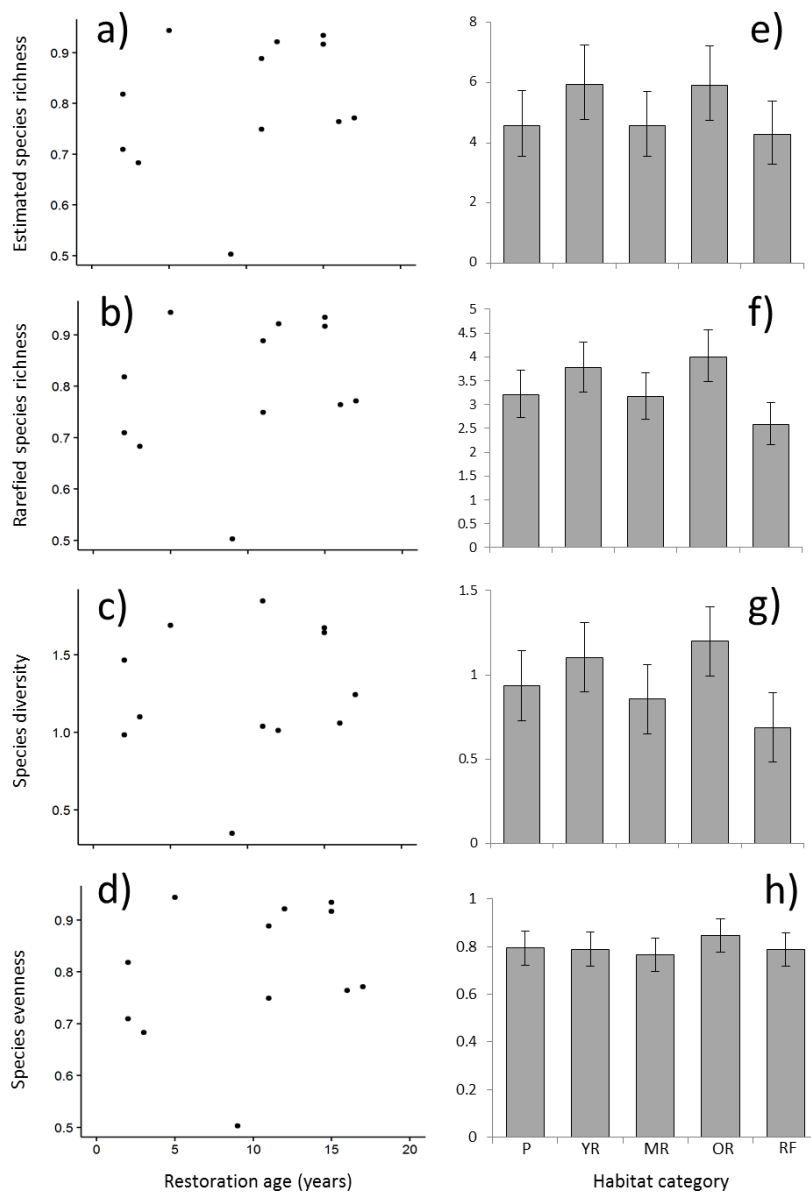 a)
Estimated species richness
0.9
0.8
0.7
0.6
0.5
e)
8
6
4
2
0
b)
Rarefied species richness
0.9
0.8
0.7
0.6
0.5
f)
5
4.5
4
3.5
3
2.5
2
1.5
1
0.5
0
c)
Species diversity
1.5
1.0
0.5
g)
1.5
1
0.5
0
d)
Species evenness
0.9
0.8
0.7
0.6
0.5
0 5 10 15 20
Restoration age (years)
h)
1
0.8
0.6
0.4
0.2
0
P YR MR OR RF
Habitat category